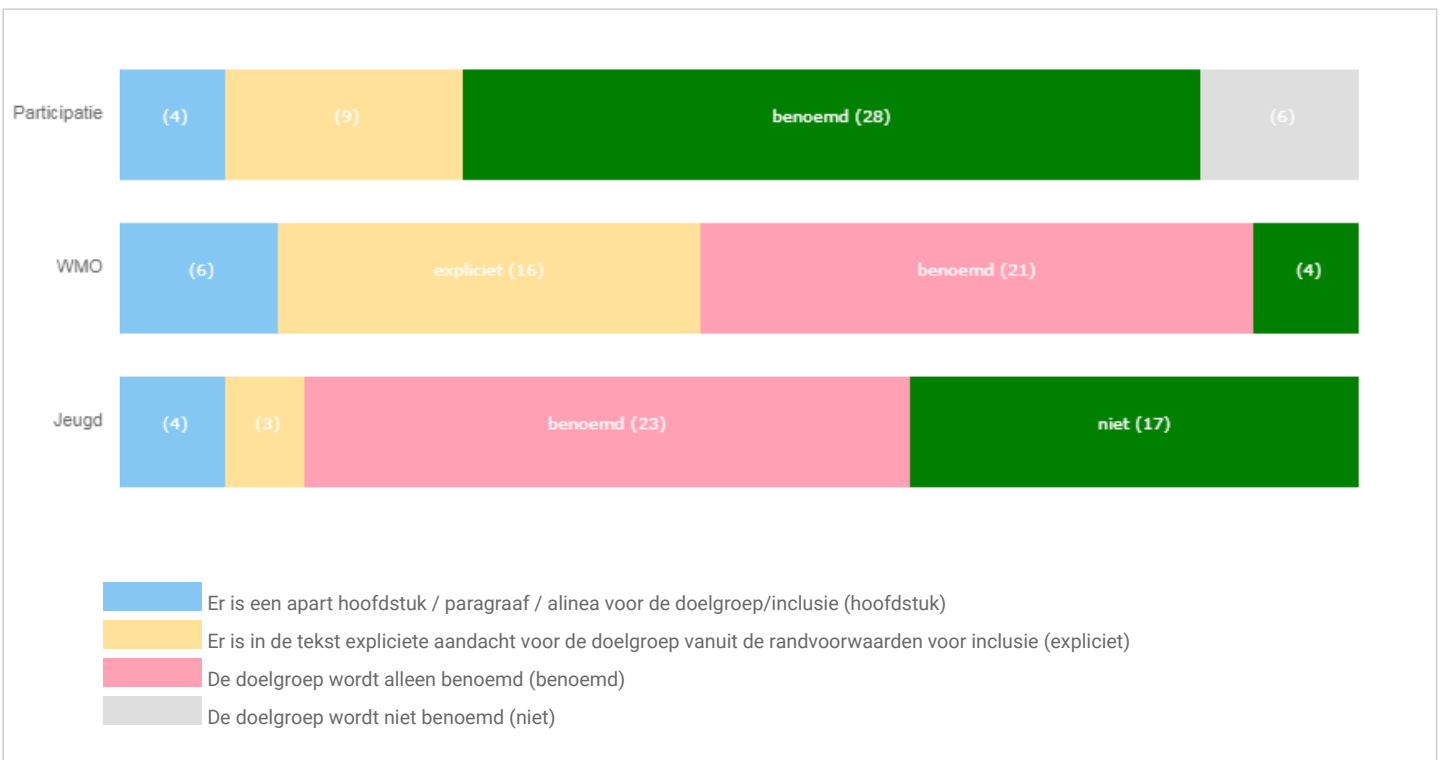 Participatie (4) (9) benoemd (28) (6)
WMO (6) expliciet (16) benoemd (21) (4)
Jeugd (4) (3) benoemd (23) niet (17)
Er is een apart hoofdstuk / paragraaf / alinea voor de doelgroep/inclusie (hoofdstuk)
Er is in de tekst expliciete aandacht voor de doelgroep vanuit de randvoorwaarden voor inclusie (expliciet)
De doelgroep wordt alleen benoemd (benoemd)
De doelgroep wordt niet benoemd (niet)